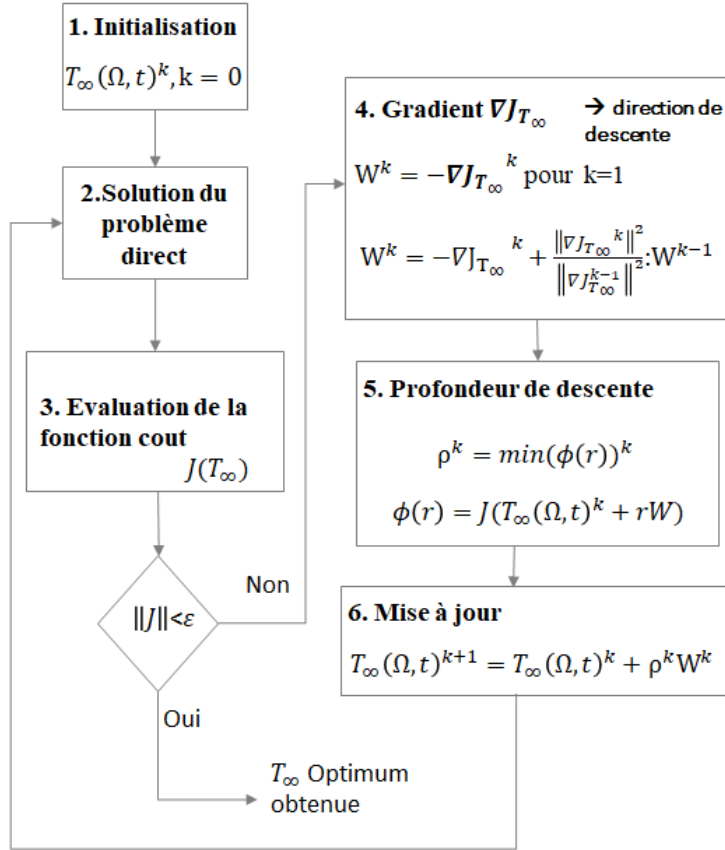 1. Initialisation
T∞(Ω, t)^k, k = 0
2.Solution du
problème
direct
3. Evaluation de la
fonction cout
J(T∞)
‖J‖<ε
Non
Oui
T∞ Optimum
obtenue
4. Gradient ∇J_T∞ → direction de
descente
W^k = −∇J_T∞^k pour k=1
W^k = −∇J_T∞^k + ‖∇J_T∞^k‖² / ‖∇J_T∞^(k−1)‖² :W^(k−1)
5. Profondeur de descente
ρ^k = min(ϕ(r))^k
ϕ(r) = J(T∞(Ω, t)^k + rW)
6. Mise à jour
T∞(Ω, t)^(k+1) = T∞(Ω, t)^k + ρ^k W^k